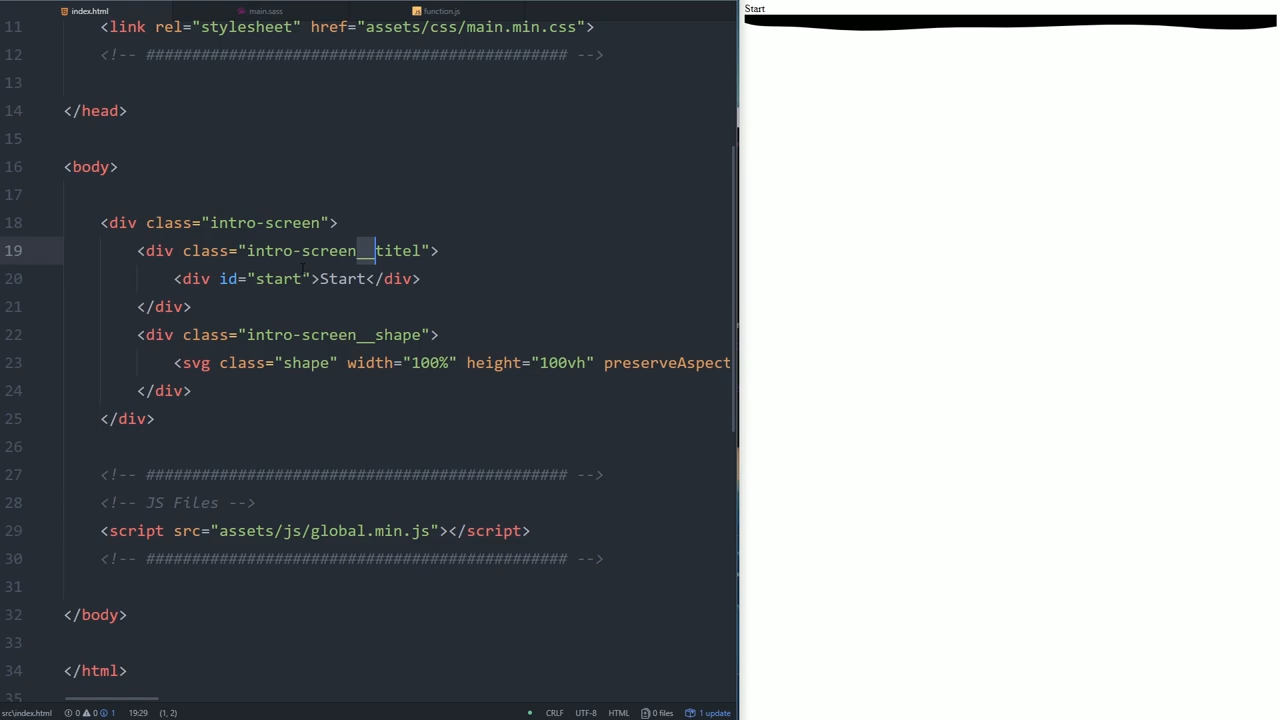 index.html main.sass function.js
11 <link rel="stylesheet" href="assets/css/main.min.css">
12 <!-- ############################################## -->
13
14 </head>
15
16 <body>
17
18 <div class="intro-screen">
19 <div class="intro-screen__titel">
20 <div id="start">Start</div>
21 </div>
22 <div class="intro-screen__shape">
23 <svg class="shape" width="100%" height="100vh" preserveAspect
24 </div>
25 </div>
26
27 <!-- ############################################## -->
28 <!-- JS Files -->
29 <script src="assets/js/global.min.js"></script>
30 <!-- ############################################## -->
31
32 </body>
33
34 </html>
35
src\index.html 0 0 1 19:29 (1, 2) CRLF UTF-8 HTML 0 files 1 update
Start